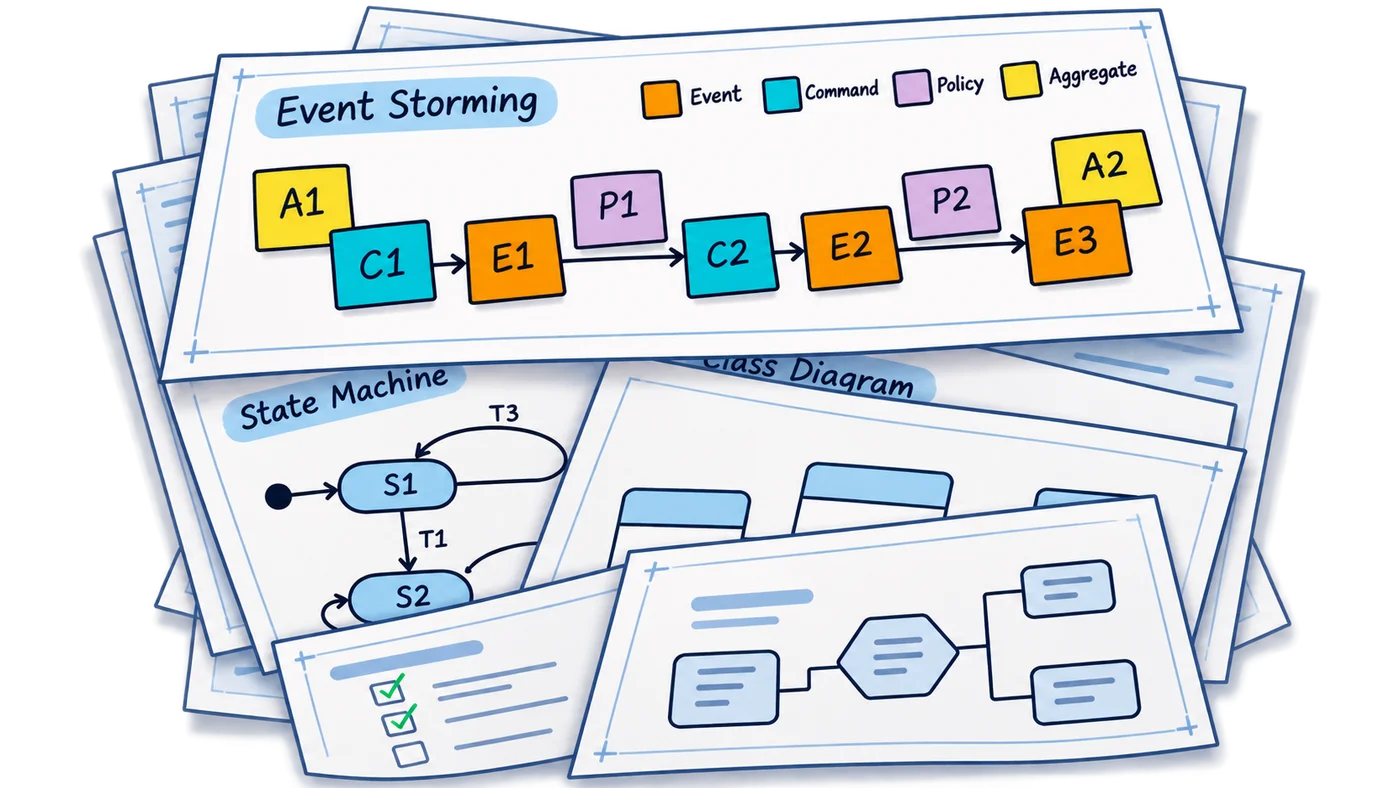 Event Storming
Event
Command
Policy
Aggregate
A1
C1
E1
P1
C2
E2
P2
E3
A2
State Machine
T3
S1
T1
S2
Class Diagram